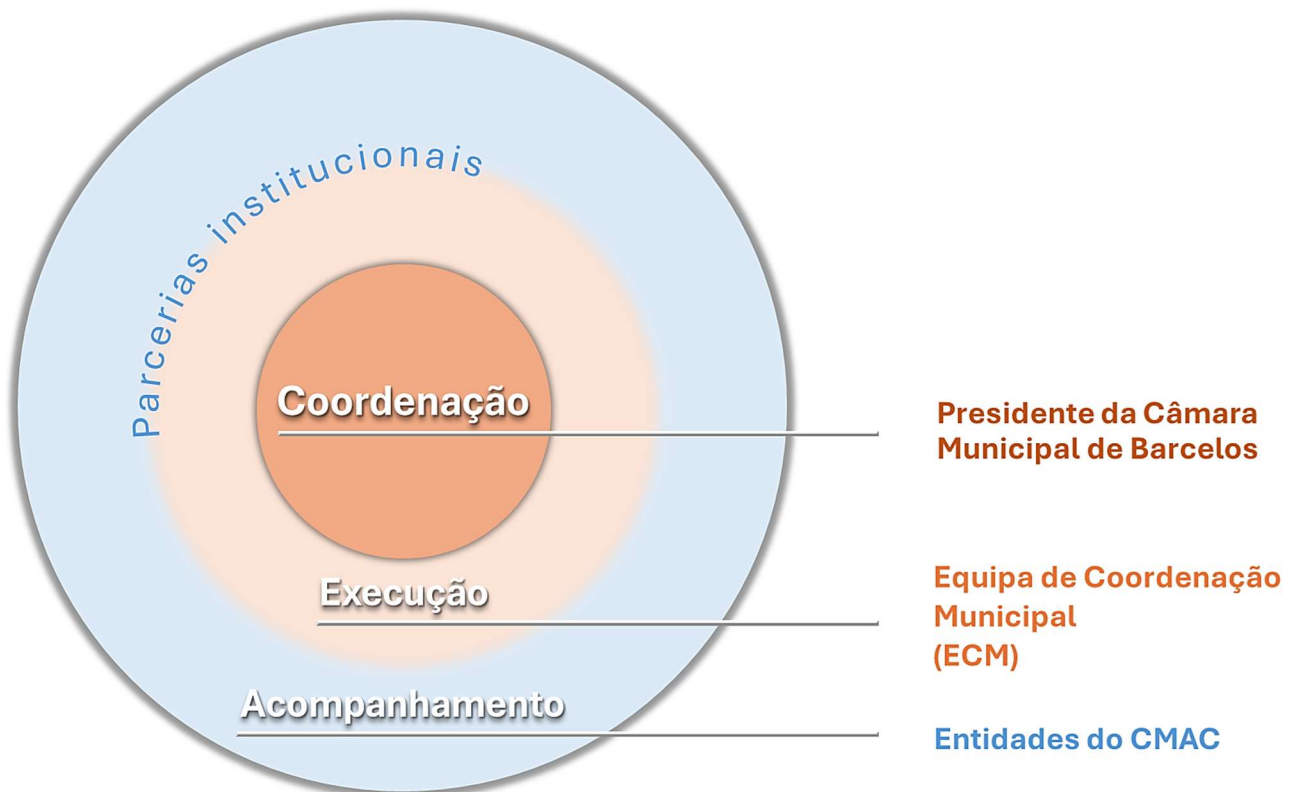 Parcerias institucionais
Coordenação
Presidente da Câmara
Municipal de Barcelos
Execução
Equipa de Coordenação
Municipal
(ECM)
Acompanhamento
Entidades do CMAC